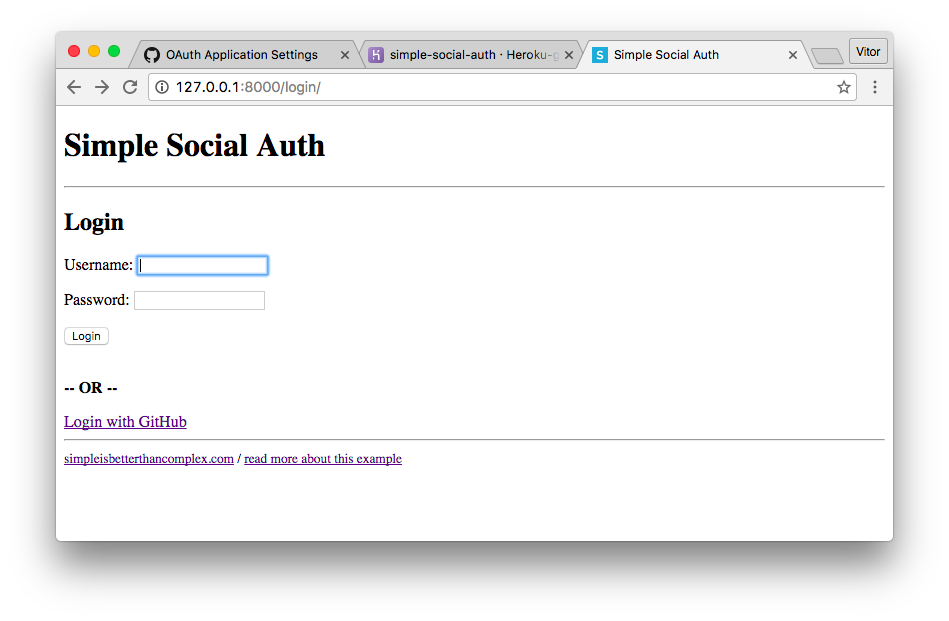 OAuth Application Settings simple-social-auth · Heroku-g Simple Social Auth Vitor
127.0.0.1:8000/login/
Simple Social Auth
Login
Username:
Password:
Login
-- OR --
Login with GitHub
simpleisbetterthancomplex.com / read more about this example